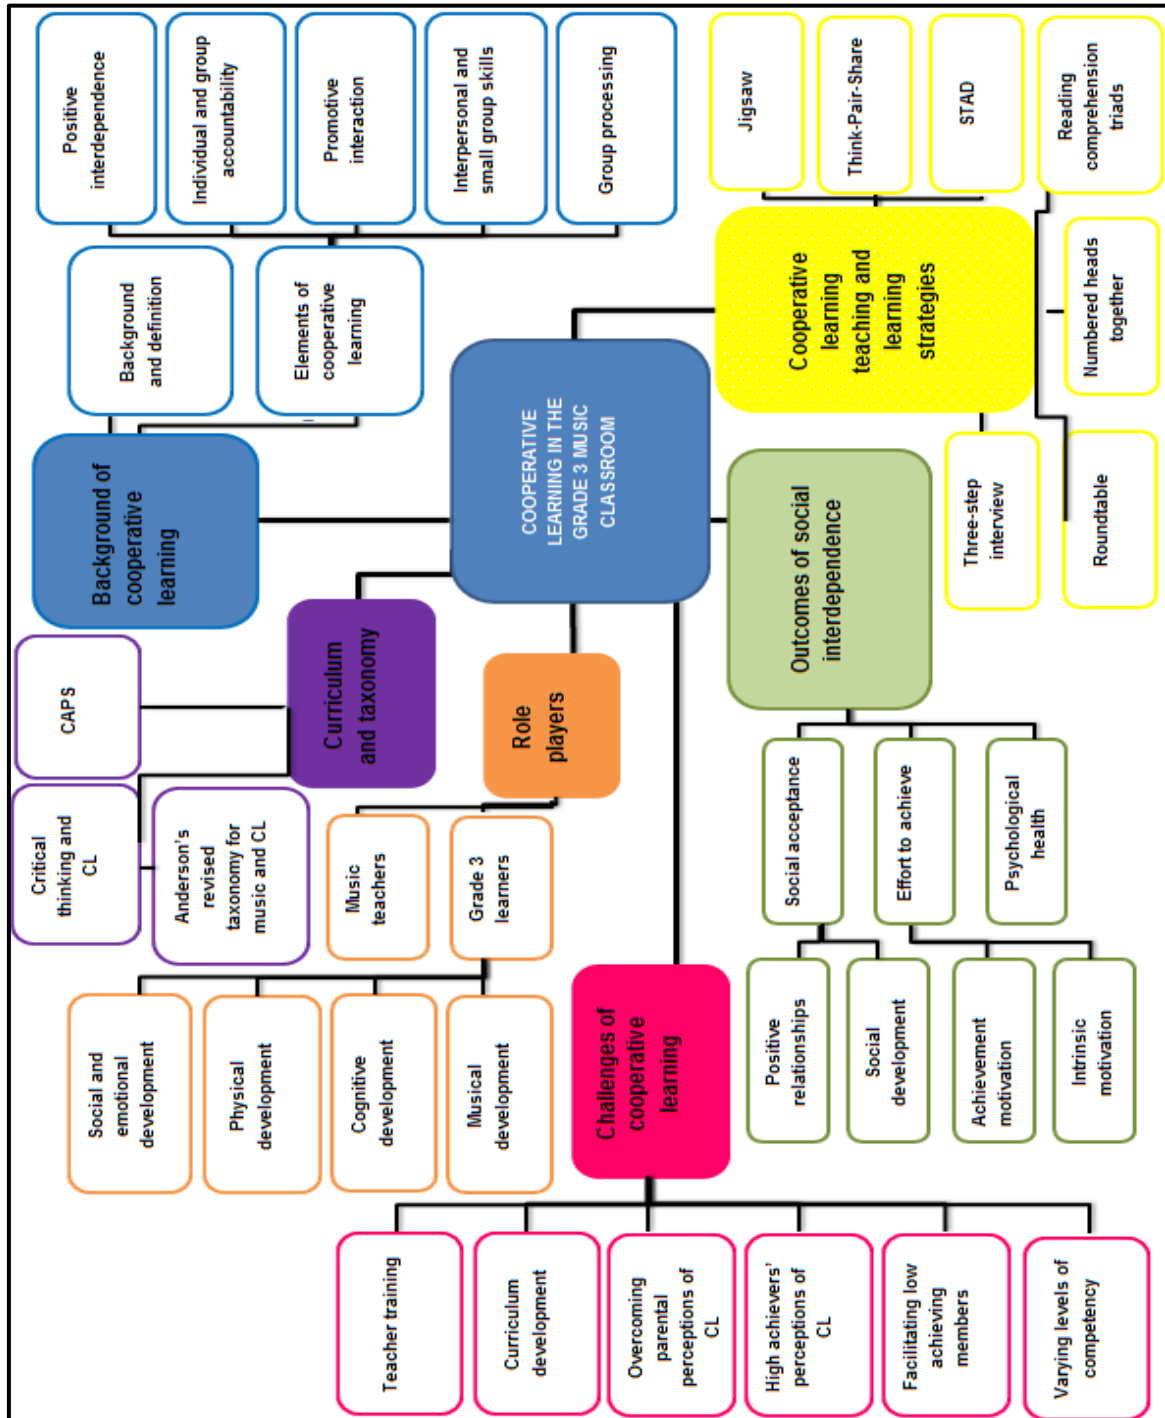 Teacher training
Curriculum
development
Overcoming
parental
perceptions of
CL
High achievers'
perceptions of
CL
Facilitating low
achieving
members
Varying levels of
competency
Challenges of
cooperative
learning
Social and
emotional
development
Physical
development
Cognitive
development
Musical
development
Music
teachers
Grade 3
learners
Role
players
Critical
thinking and
CL
CAPS
Anderson's
revised
taxonomy for
music and CL
Curriculum
and taxonomy
Background of
cooperative
learning
Background
and definition
Elements of
cooperative
learning
Positive
interdependence
Individual and group
accountability
Promotive
interaction
Interpersonal and
small group skills
Group processing
COOPERATIVE
LEARNING IN THE
GRADE 3 MUSIC
CLASSROOM
Positive
relationships
Social
development
Achievement
motivation
Intrinsic
motivation
Social acceptance
Effort to achieve
Psychological
health
Outcomes of social
interdependence
Cooperative
learning
teaching and
learning
strategies
Jigsaw
Think-Pair-Share
STAD
Reading
comprehension
triads
Numbered heads
together
Three-step
interview
Roundtable